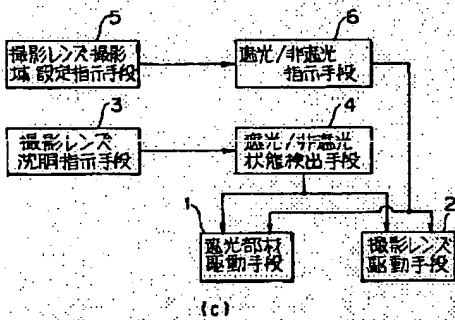 5
撮影レンズ撮影
域設定指示手段
6
遮光/非遮光
指示手段
3
撮影レンズ
沈胴指示手段
4
遮光/非遮光
状態検出手段
1
遮光部材
駆動手段
2
撮影レンズ
駆動手段
(c)